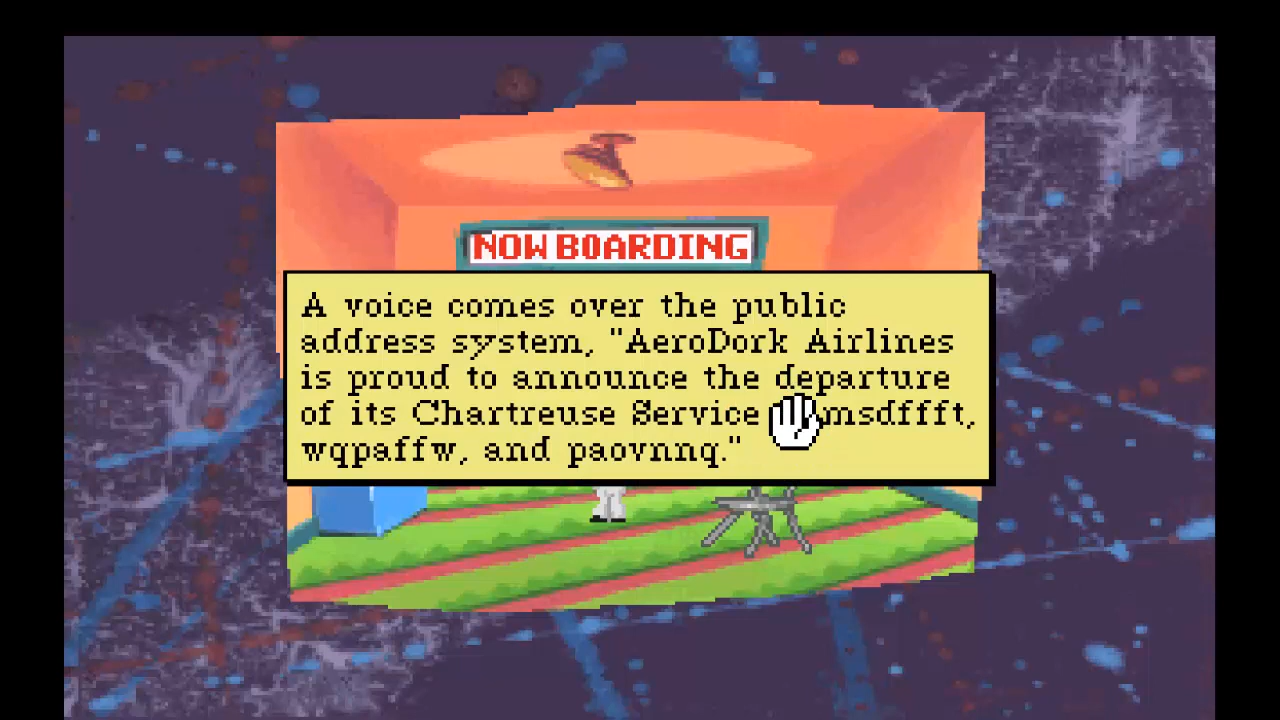 NOW BOARDING
A voice comes over the public
address system, "AeroDork Airlines
is proud to announce the departure
of its Chartreuse Service
wqpaffw, and paovnnq."